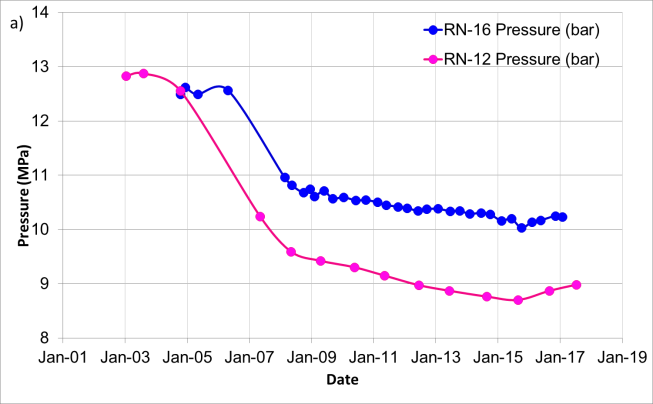 a)
14
13
12
11
10
9
8
Pressure (MPa)
RN-16 Pressure (bar)
RN-12 Pressure (bar)
Jan-01 Jan-03 Jan-05 Jan-07 Jan-09 Jan-11 Jan-13 Jan-15 Jan-17 Jan-19
Date